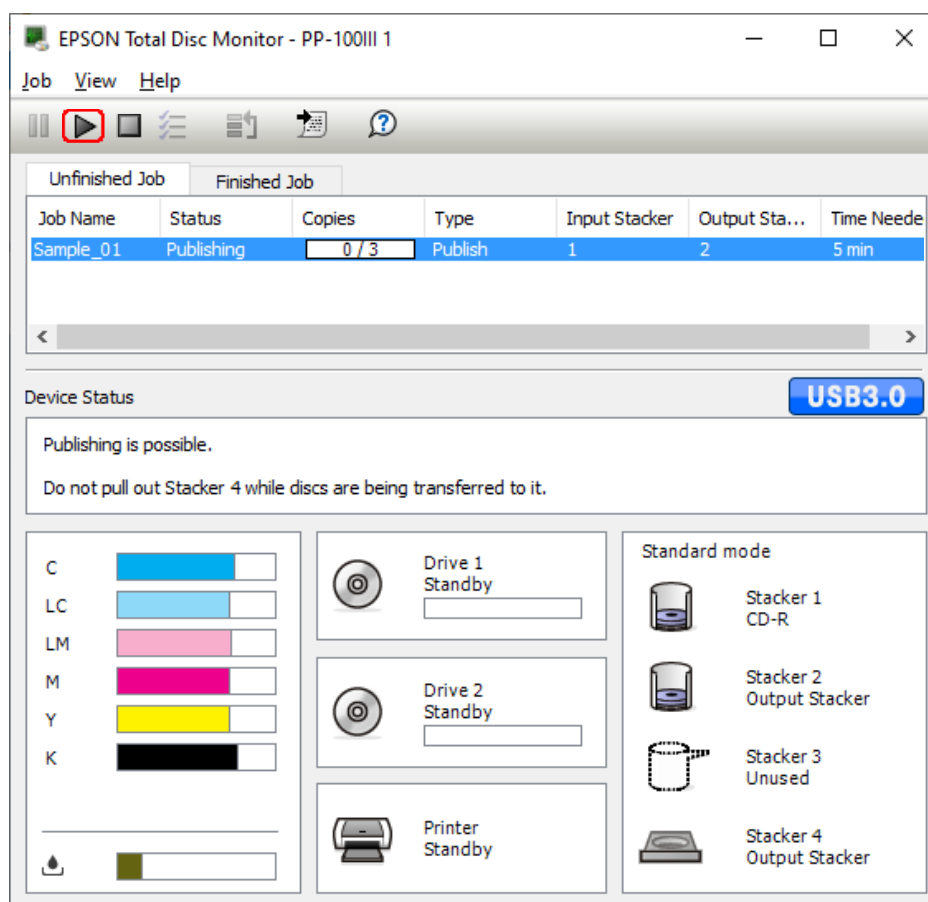 EPSON Total Disc Monitor - PP-100III 1
Job View Help
Unfinished Job Finished Job
Job Name Status Copies Type Input Stacker Output Sta... Time Neede
Sample_01 Publishing 0 / 3 Publish 1 2 5 min
Device Status USB3.0
Publishing is possible.
Do not pull out Stacker 4 while discs are being transferred to it.
C
LC
LM
M
Y
K
Drive 1
Standby
Drive 2
Standby
Printer
Standby
Standard mode
Stacker 1
CD-R
Stacker 2
Output Stacker
Stacker 3
Unused
Stacker 4
Output Stacker